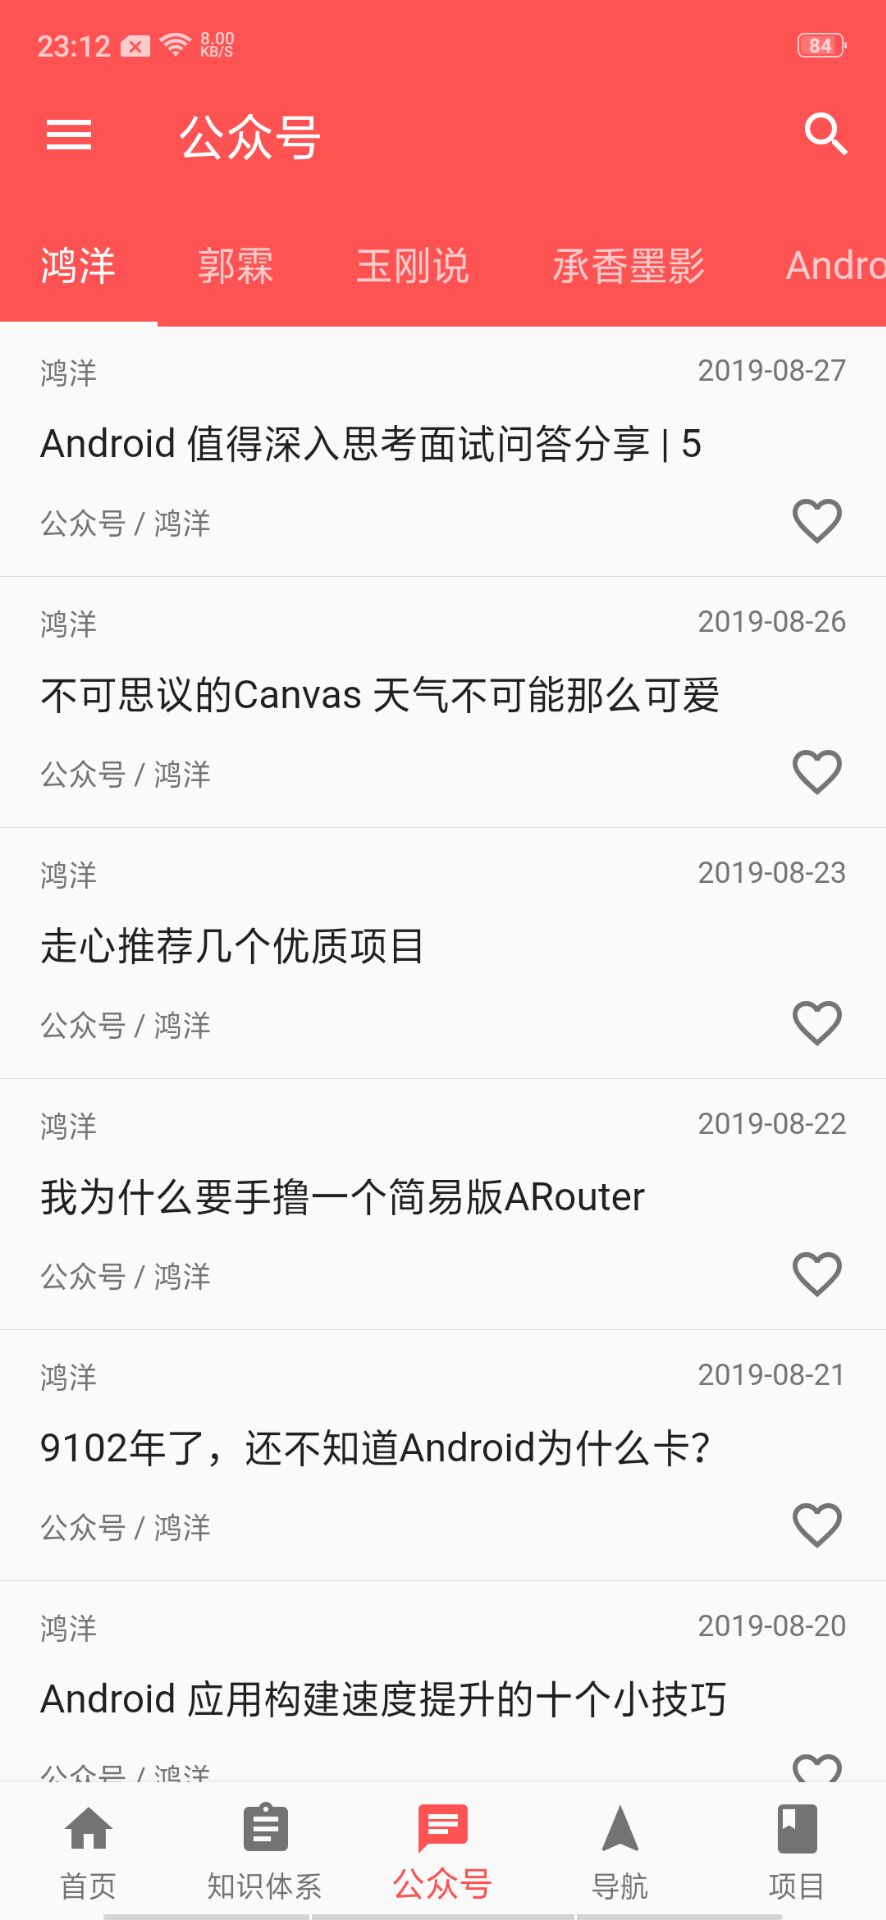 23:12 8.00 KB/S 84
公众号
鸿洋 郭霖 玉刚说 承香墨影 Andro
鸿洋 2019-08-27
Android 值得深入思考面试问答分享 | 5
公众号 / 鸿洋
鸿洋 2019-08-26
不可思议的Canvas 天气不可能那么可爱
公众号 / 鸿洋
鸿洋 2019-08-23
走心推荐几个优质项目
公众号 / 鸿洋
鸿洋 2019-08-22
我为什么要手撸一个简易版ARouter
公众号 / 鸿洋
鸿洋 2019-08-21
9102年了，还不知道Android为什么卡？
公众号 / 鸿洋
鸿洋 2019-08-20
Android 应用构建速度提升的十个小技巧
公众号 / 鸿洋
首页 知识体系 公众号 导航 项目